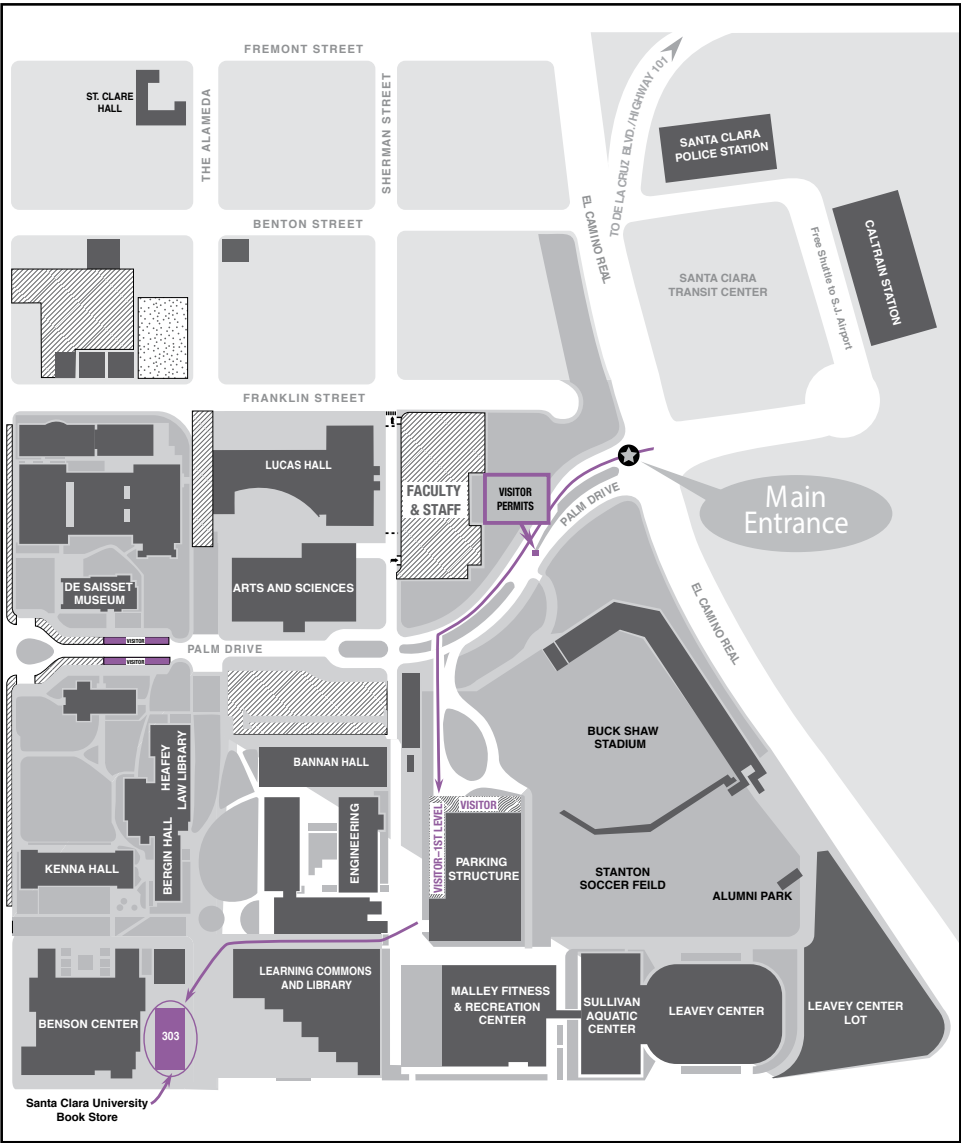 FREMONT STREET
ST. CLARE
HALL
THE ALAMEDA
SHERMAN STREET
TO DE LA CRUZ BLVD./HIGHWAY 101
SANTA CLARA
POLICE STATION
BENTON STREET
EL CAMINO REAL
CALTRAIN STATION
Free Shuttle to S.J. Airport
SANTA CIARA
TRANSIT CENTER
FRANKLIN STREET
LUCAS HALL
FACULTY
& STAFF
VISITOR
PERMITS
PALM DRIVE
Main
Entrance
DE SAISSET
MUSEUM
ARTS AND SCIENCES
EL CAMINO REAL
VISITOR
VISITOR
PALM DRIVE
BUCK SHAW
STADIUM
HEAFEY
LAW LIBRARY
BANNAN HALL
VISITOR
VISITOR–1ST LEVEL
ENGINEERING
BERGIN HALL
KENNA HALL
PARKING
STRUCTURE
STANTON
SOCCER FEILD
ALUMNI PARK
LEARNING COMMONS
AND LIBRARY
MALLEY FITNESS
& RECREATION
CENTER
SULLIVAN
AQUATIC
CENTER
LEAVEY CENTER
LEAVEY CENTER
LOT
BENSON CENTER
303
Santa Clara University
Book Store